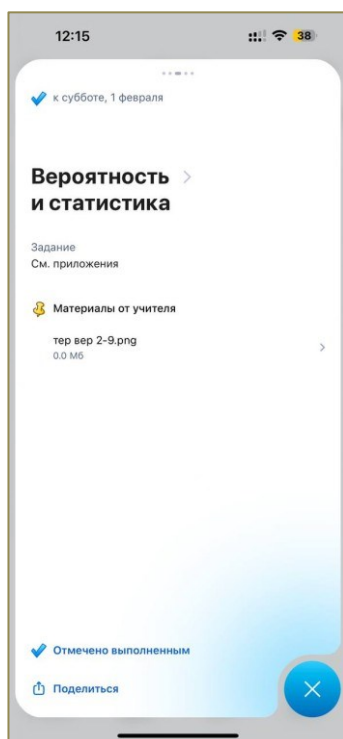 12:15
38
к субботе, 1 февраля
Вероятность
и статистика
Задание
См. приложения
Материалы от учителя
тер вер 2-9.png
0.0 Мб
Отмечено выполненным
Поделиться